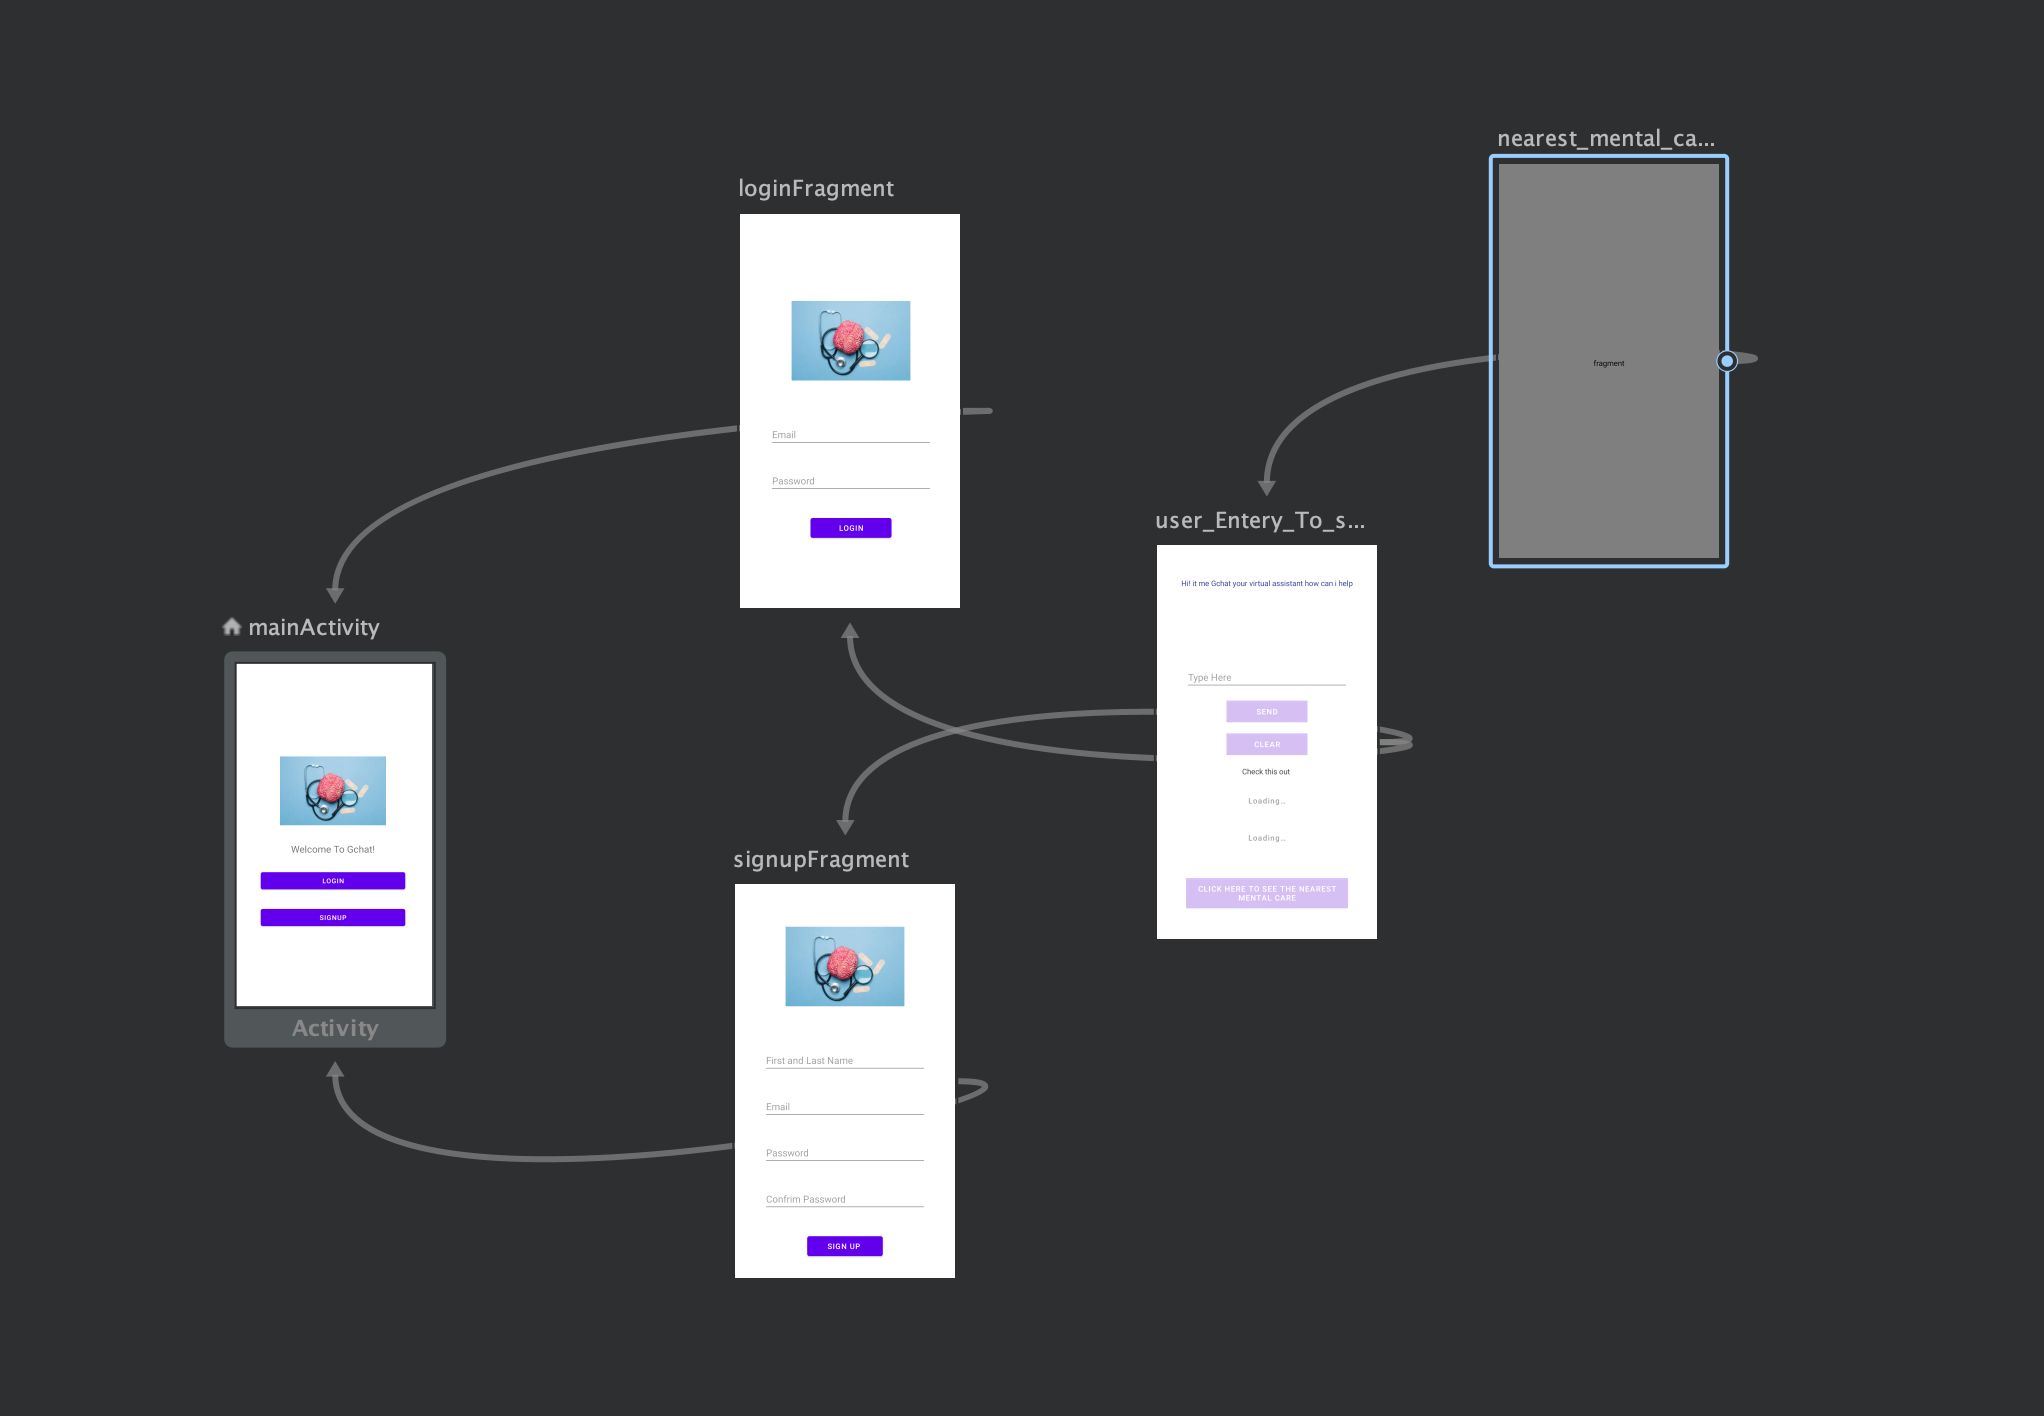 nearest_mental_ca...
fragment
loginFragment
Email
Password
LOGIN
user_Entery_To_s...
Hi! it me Gchat your virtual assistant how can i help
Type Here
SEND
CLEAR
Check this out
Loading...
Loading...
CLICK HERE TO SEE THE NEAREST
MENTAL CARE
mainActivity
Welcome To Gchat!
LOGIN
SIGNUP
Activity
signupFragment
First and Last Name
Email
Password
Confrim Password
SIGN UP